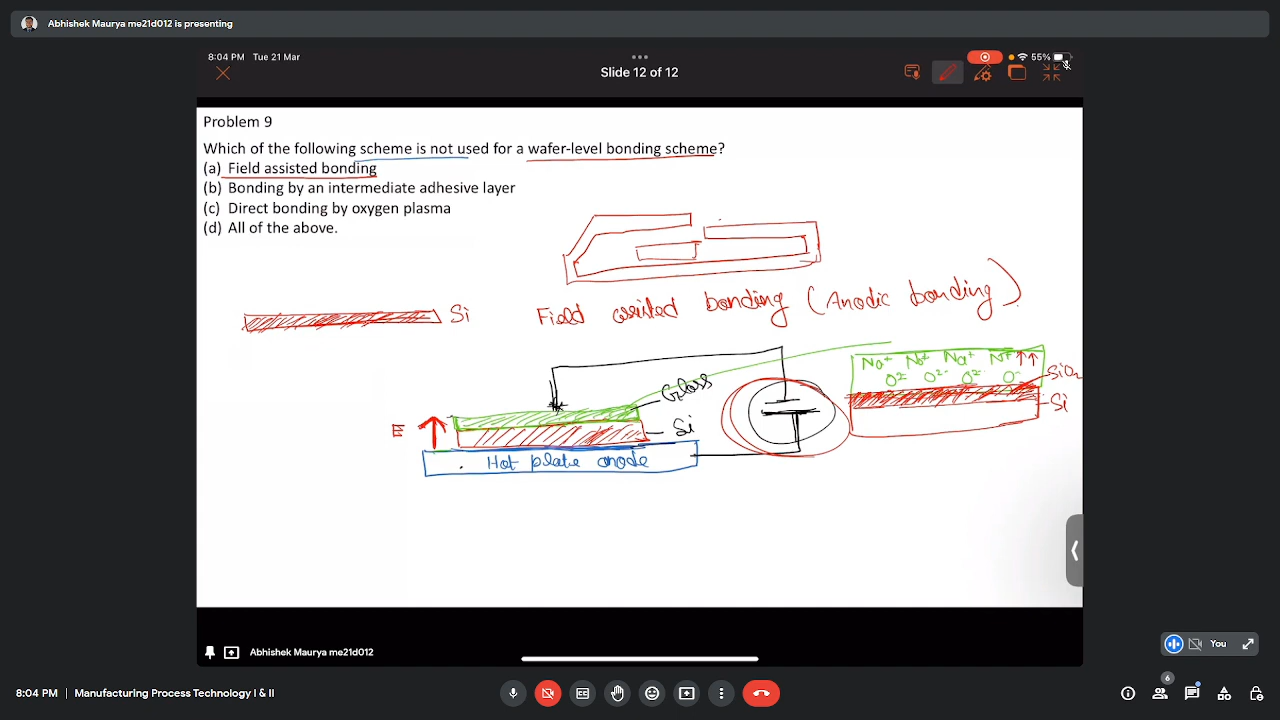 Abhishek Maurya me21d012 is presenting
8:04 PM Tue 21 Mar
55%
Slide 12 of 12
Problem 9
Which of the following scheme is not used for a wafer-level bonding scheme?
(a) Field assisted bonding
(b) Bonding by an intermediate adhesive layer
(c) Direct bonding by oxygen plasma
(d) All of the above.
Si
Field assisted bonding (Anodic bonding)
Na+ Na+ Na+ N+
O2- O2- O2- O-
SiO2
Si
Glass
Si
E
Hot plate anode
Abhishek Maurya me21d012
You
8:04 PM | Manufacturing Process Technology I & II
6